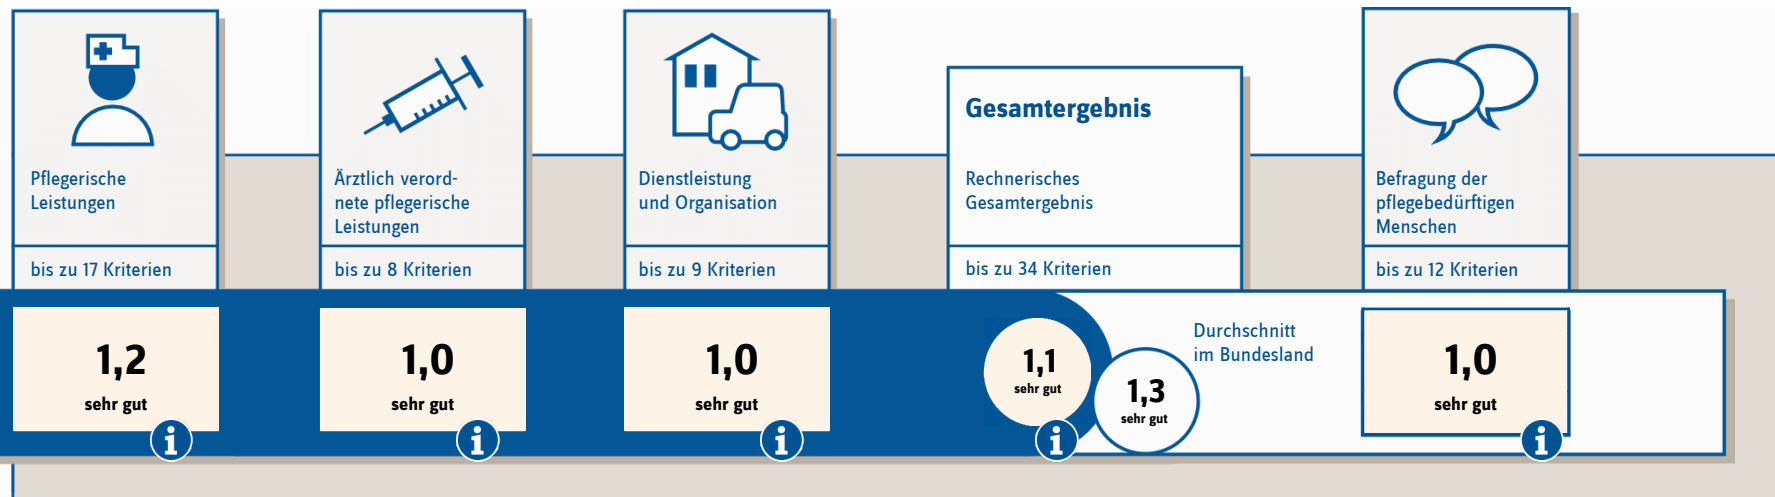 Pflegerische
Leistungen
bis zu 17 Kriterien
1,2
sehr gut
Ärztlich verord-
nete pflegerische
Leistungen
bis zu 8 Kriterien
1,0
sehr gut
Dienstleistung
und Organisation
bis zu 9 Kriterien
1,0
sehr gut
Gesamtergebnis
Rechnerisches
Gesamtergebnis
bis zu 34 Kriterien
1,1
sehr gut
Durchschnitt
im Bundesland
1,3
sehr gut
Befragung der
pflegebedürftigen
Menschen
bis zu 12 Kriterien
1,0
sehr gut